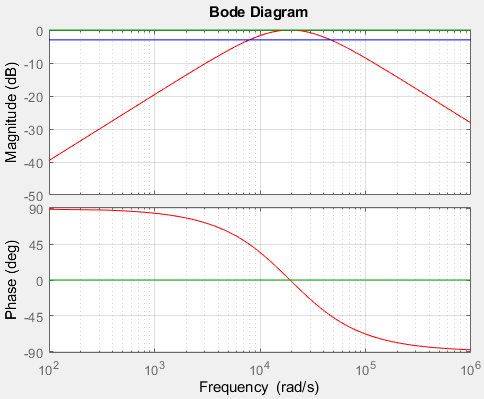 Bode Diagram
Magnitude (dB)
0
-10
-20
-30
-40
-50
Phase (deg)
90
45
0
-45
-90
10^2 10^3 10^4 10^5 10^6
Frequency (rad/s)